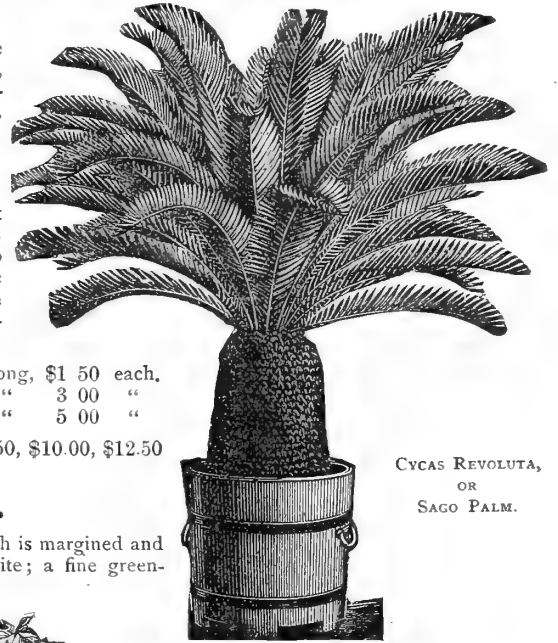 ong, $1 50 each.
“ 3 00 “
“ 5 00 “
50, $10.00, $12.50
h is margined and
ite; a fine green-
Cycas Revoluta,
or
Sago Palm.